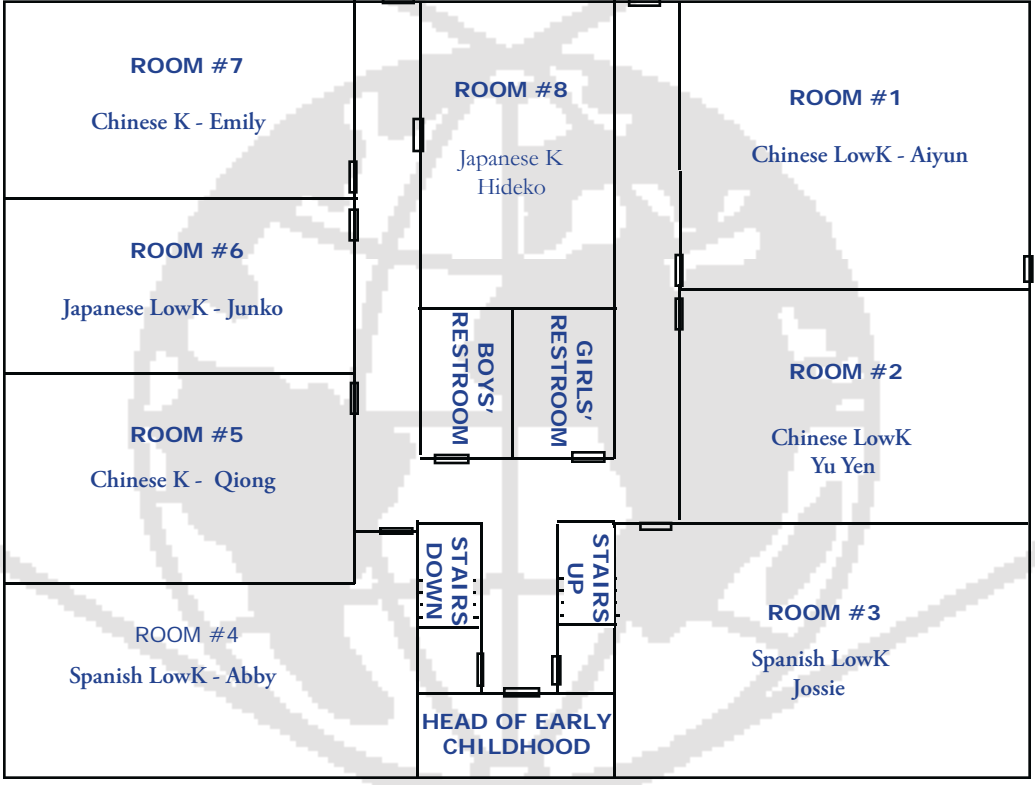 ROOM #7
Chinese K - Emily
ROOM #8
Japanese K
Hideko
ROOM #1
Chinese LowK - Aiyun
ROOM #6
Japanese LowK - Junko
BOYS'
RESTROOM
GIRLS'
RESTROOM
ROOM #2
Chinese LowK
Yu Yen
ROOM #5
Chinese K - Qiong
STAIRS
DOWN
STAIRS
UP
ROOM #4
Spanish LowK - Abby
ROOM #3
Spanish LowK
Jossie
HEAD OF EARLY
CHILDHOOD